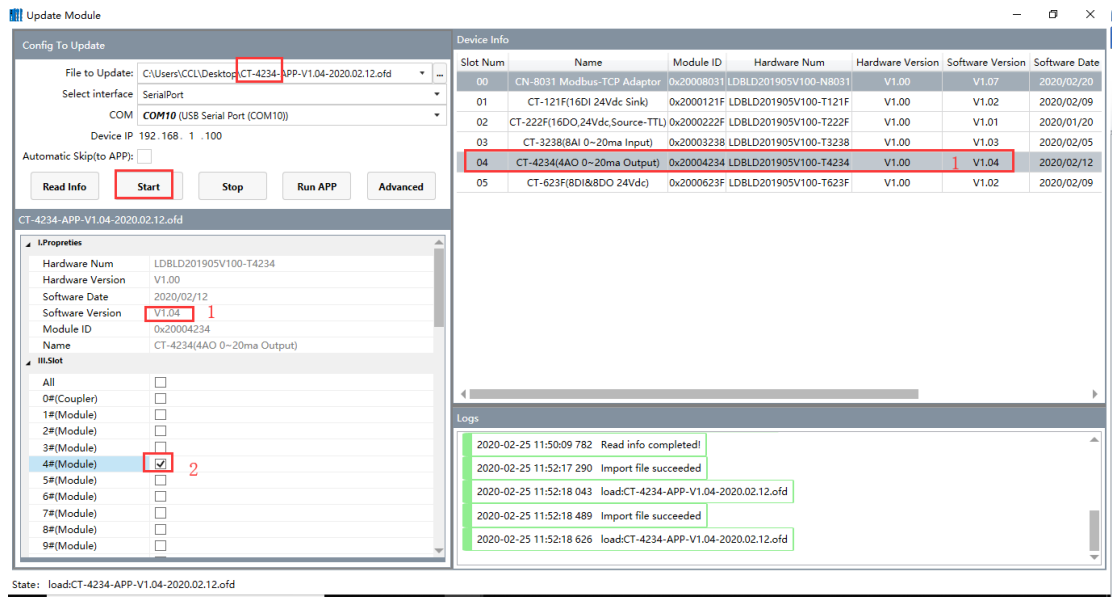 Update Module
Config To Update
File to Update: C:\Users\CCL\Desktop\CT-4234-APP-V1.04-2020.02.12.ofd ...
Select interface SerialPort
COM COM10 (USB Serial Port (COM10))
Device IP 192.168. 1 .100
Automatic Skip(to APP):
Read Info Start Stop Run APP Advanced
CT-4234-APP-V1.04-2020.02.12.ofd
I.Propreties
Hardware Num LDBLD201905V100-T4234
Hardware Version V1.00
Software Date 2020/02/12
Software Version V1.04 1
Module ID 0x20004234
Name CT-4234(4AO 0~20ma Output)
III.Slot
All
0#(Coupler)
1#(Module)
2#(Module)
3#(Module)
4#(Module) 2
5#(Module)
6#(Module)
7#(Module)
8#(Module)
9#(Module)
Device Info
Slot Num Name Module ID Hardware Num Hardware Version Software Version Software Date
00 CN-8031 Modbus-TCP Adaptor 0x20008031 LDBLD201905V100-N8031 V1.00 V1.07 2020/02/20
01 CT-121F(16DI 24Vdc Sink) 0x2000121F LDBLD201905V100-T121F V1.00 V1.02 2020/02/09
02 CT-222F(16DO,24Vdc,Source-TTL) 0x2000222F LDBLD201905V100-T222F V1.00 V1.01 2020/01/20
03 CT-3238(8AI 0~20ma Input) 0x20003238 LDBLD201905V100-T3238 V1.00 V1.03 2020/02/05
04 CT-4234(4AO 0~20ma Output) 0x20004234 LDBLD201905V100-T4234 V1.00 1 V1.04 2020/02/12
05 CT-623F(8DI&8DO 24Vdc) 0x2000623F LDBLD201905V100-T623F V1.00 V1.02 2020/02/09
Logs
2020-02-25 11:50:09 782 Read info completed!
2020-02-25 11:52:17 290 Import file succeeded
2020-02-25 11:52:18 043 load:CT-4234-APP-V1.04-2020.02.12.ofd
2020-02-25 11:52:18 489 Import file succeeded
2020-02-25 11:52:18 626 load:CT-4234-APP-V1.04-2020.02.12.ofd
State: load:CT-4234-APP-V1.04-2020.02.12.ofd